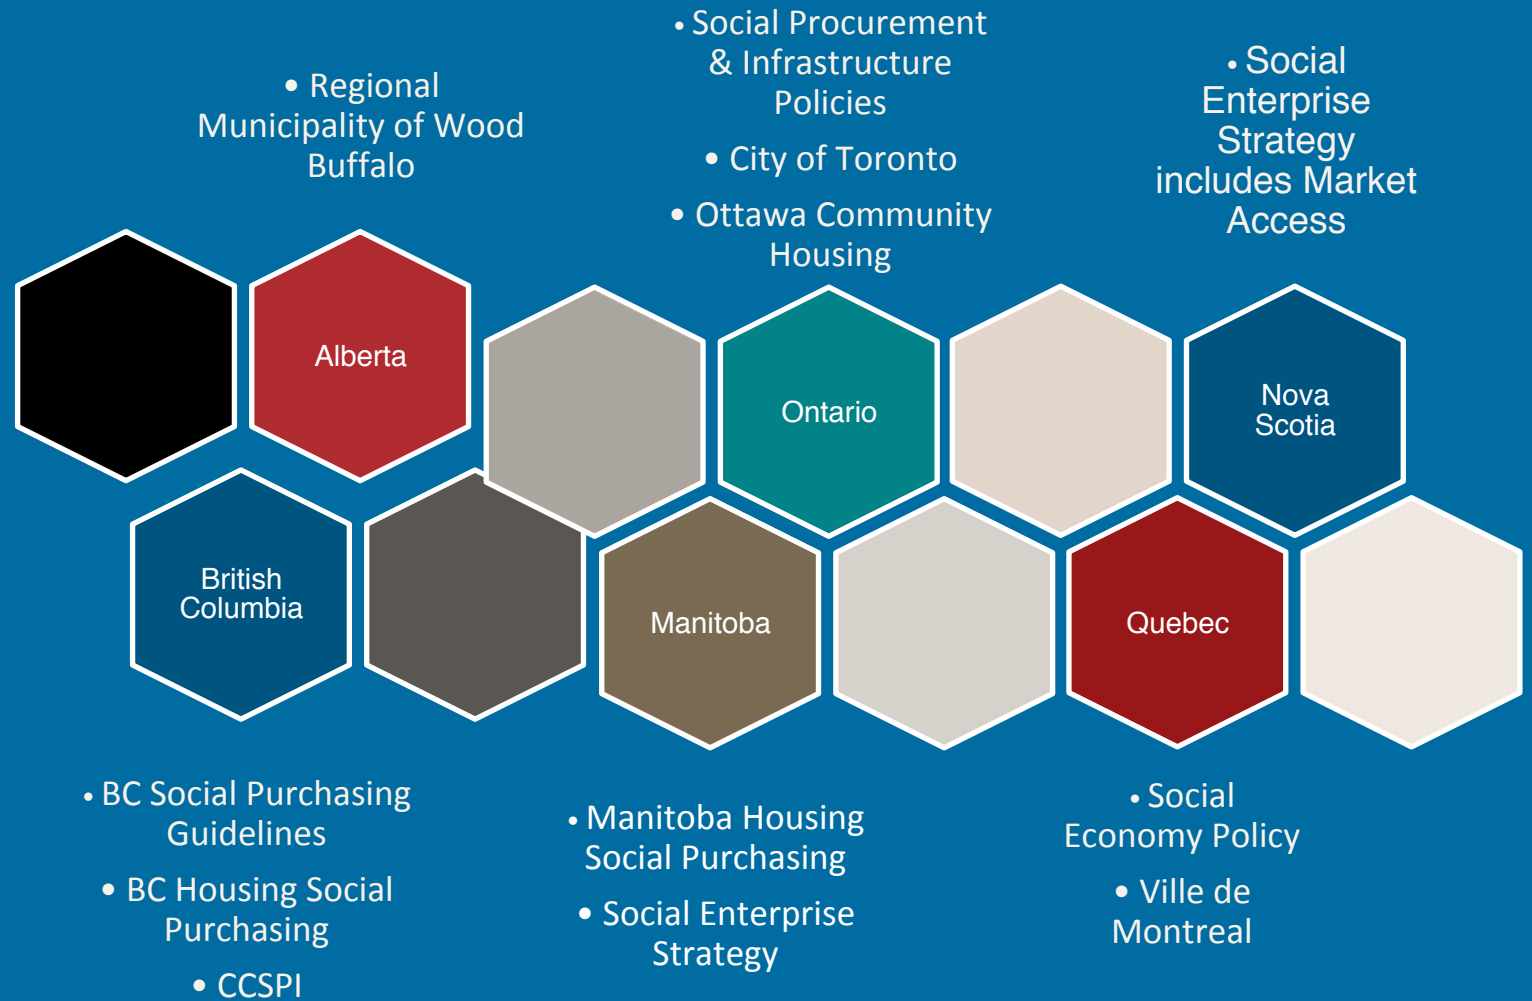 • Regional
Municipality of Wood
Buffalo
• Social Procurement
& Infrastructure
Policies
• City of Toronto
• Ottawa Community
Housing
• Social
Enterprise
Strategy
includes Market
Access
Alberta
Ontario
Nova
Scotia
British
Columbia
Manitoba
Quebec
• BC Social Purchasing
Guidelines
• BC Housing Social
Purchasing
• CCSPI
• Manitoba Housing
Social Purchasing
• Social Enterprise
Strategy
• Social
Economy Policy
• Ville de
Montreal